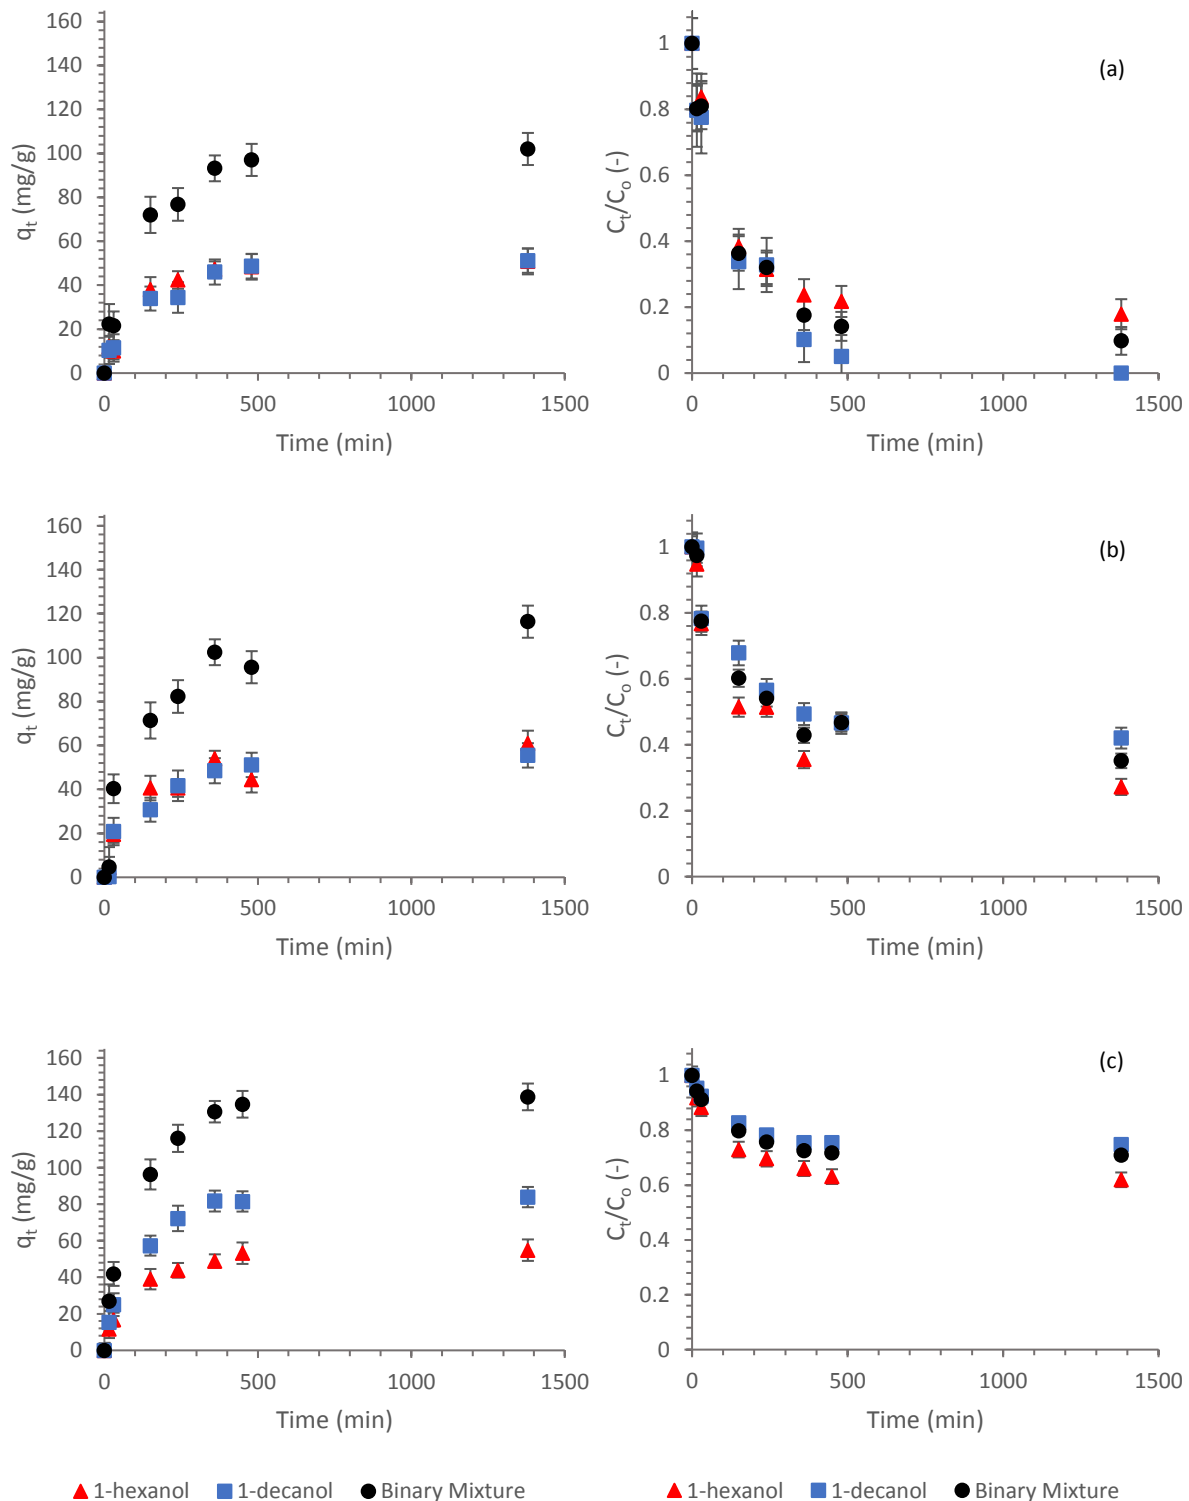 160
140
120
100
80
60
40
20
0
qt (mg/g)
0 500 1000 1500
Time (min)
(a)
1
0.8
0.6
0.4
0.2
0
Ct/Co (-)
0 500 1000 1500
Time (min)
160
140
120
100
80
60
40
20
0
qt (mg/g)
0 500 1000 1500
Time (min)
(b)
1
0.8
0.6
0.4
0.2
0
Ct/Co (-)
0 500 1000 1500
Time (min)
160
140
120
100
80
60
40
20
0
qt (mg/g)
0 500 1000 1500
Time (min)
(c)
1
0.8
0.6
0.4
0.2
0
Ct/Co (-)
0 500 1000 1500
Time (min)
1-hexanol 1-decanol Binary Mixture
1-hexanol 1-decanol Binary Mixture